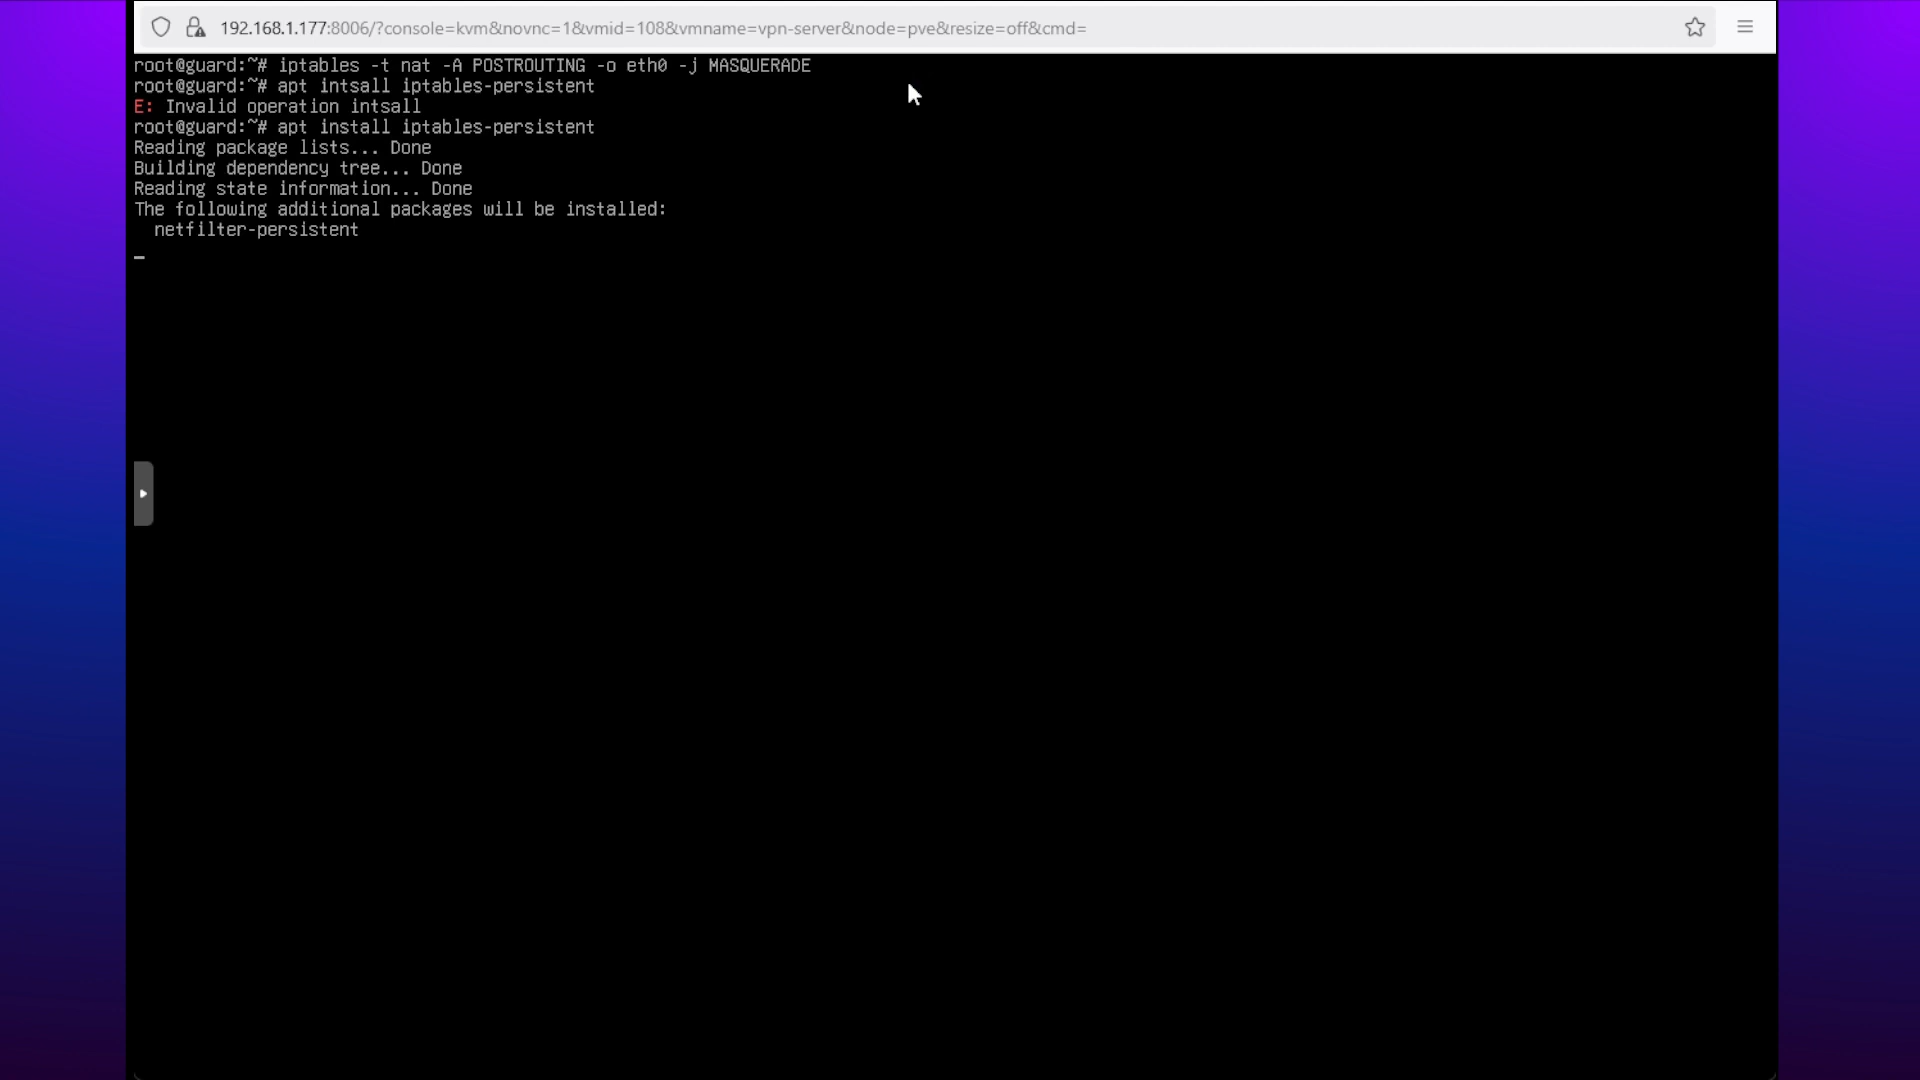 192.168.1.177:8006/?console=kvm&novnc=1&vmid=108&vmname=vpn-server&node=pve&resize=off&cmd=
root@guard:~# iptables -t nat -A POSTROUTING -o eth0 -j MASQUERADE
root@guard:~# apt intsall iptables-persistent
E: Invalid operation intsall
root@guard:~# apt install iptables-persistent
Reading package lists... Done
Building dependency tree... Done
Reading state information... Done
The following additional packages will be installed:
  netfilter-persistent